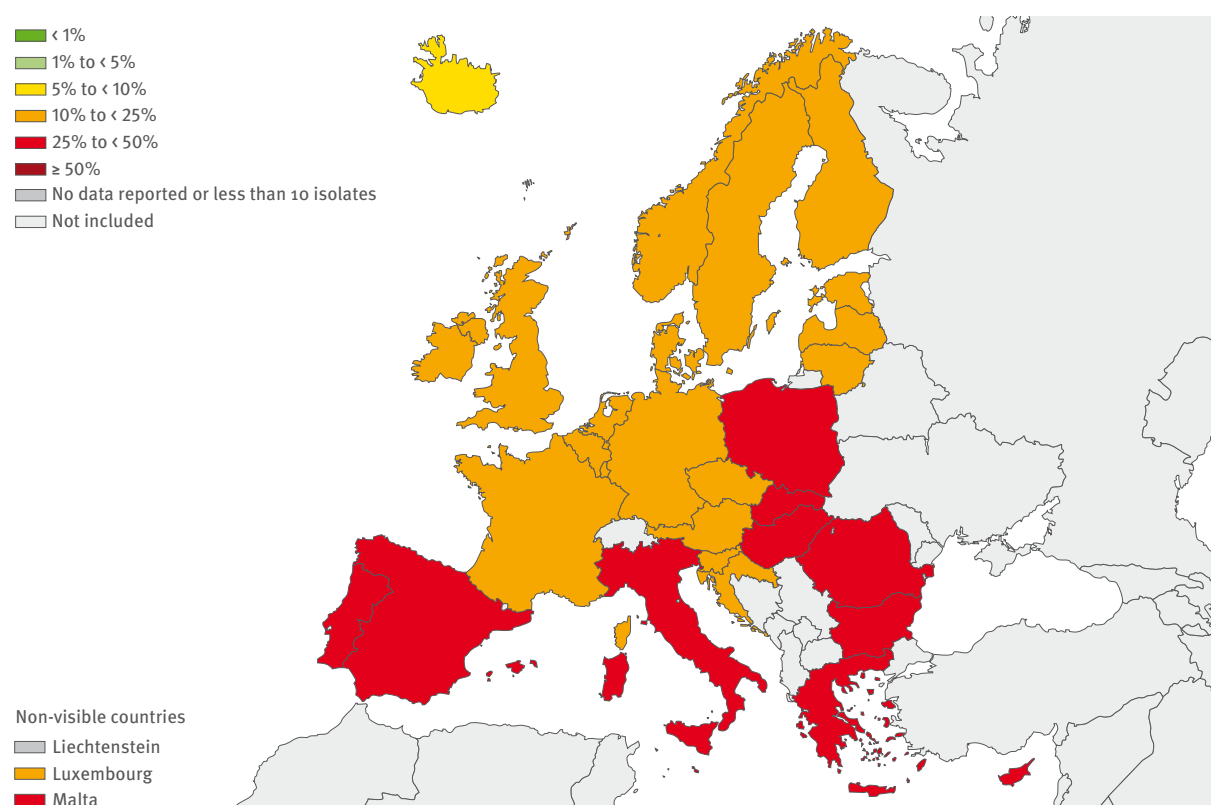 < 1%
1% to < 5%
5% to < 10%
10% to < 25%
25% to < 50%
≥ 50%
No data reported or less than 10 isolates
Not included
Non-visible countries
Liechtenstein
Luxembourg
Malta